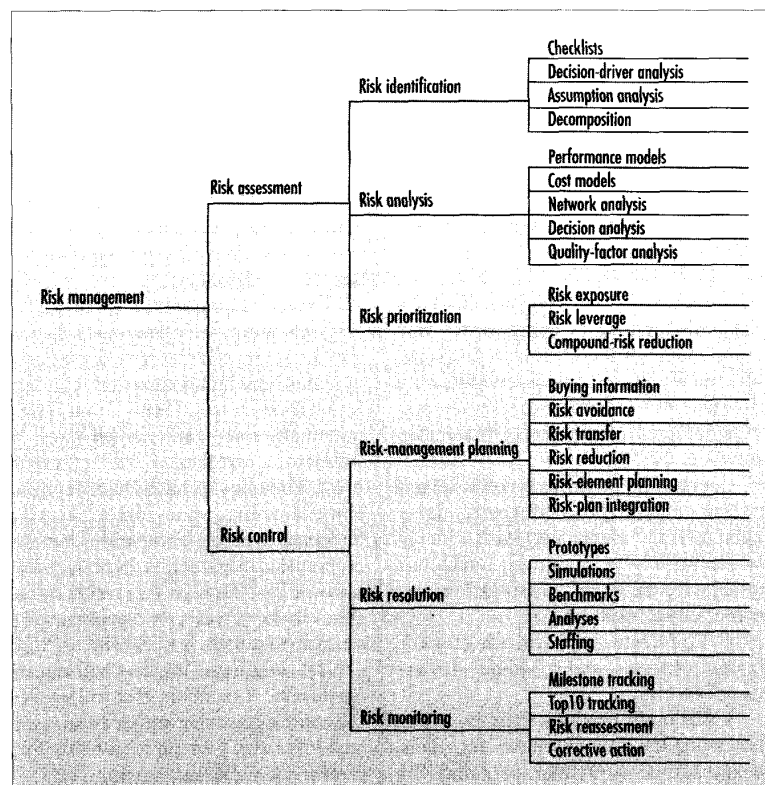 Checklists
Decision-driver analysis
Risk identification
Assumption analysis
Decomposition
Performance models
Cost models
Risk assessment
Risk analysis
Network analysis
Decision analysis
Quality-factor analysis
Risk management
Risk exposure
Risk prioritization
Risk leverage
Compound-risk reduction
Buying information
Risk avoidance
Risk transfer
Risk-management planning
Risk reduction
Risk-element planning
Risk-plan integration
Risk control
Prototypes
Simulations
Risk resolution
Benchmarks
Analyses
Staffing
Milestone tracking
Top10 tracking
Risk monitoring
Risk reassessment
Corrective action